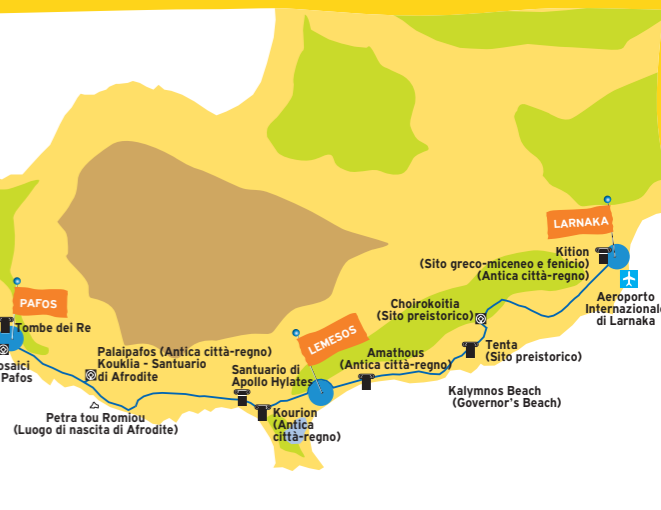 LARNAKA
Kition
(Sito greco-miceneo e fenicio)
(Antica città-regno)
Aeroporto
Internazionale
di Larnaka
Choirokoitia
(Sito preistorico)
PAFOS
Tombe dei Re
Pafos
LEMESOS
Amathous
(Antica città-regno)
Tenta
(Sito preistorico)
Palaipafos (Antica città-regno)
Kouklia - Santuario
di Afrodite
Santuario di
Apollo Hylates
Kalymnos Beach
(Governor's Beach)
Petra tou Romiou
(Luogo di nascita di Afrodite)
Kourion
(Antica
città-regno)